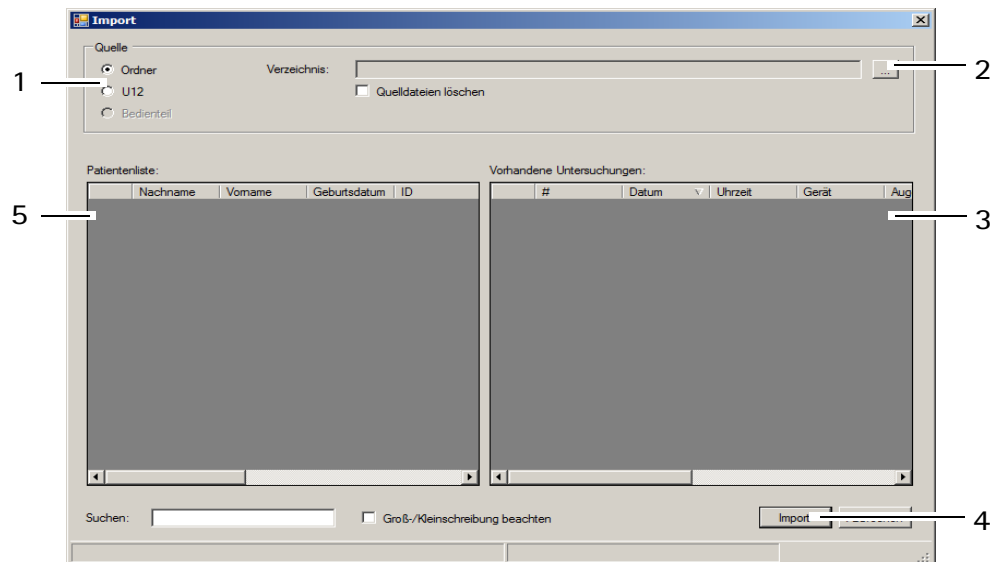 Import
Quelle
1
Ordner
Verzeichnis:
...
2
U12
Quelldateien löschen
Bedienteil
Patientenliste:
Vorhandene Untersuchungen:
Nachname Vorname Geburtsdatum ID
# Datum Uhrzeit Gerät Aug
5
3
Suchen:
Groß-/Kleinschreibung beachten
Import
4